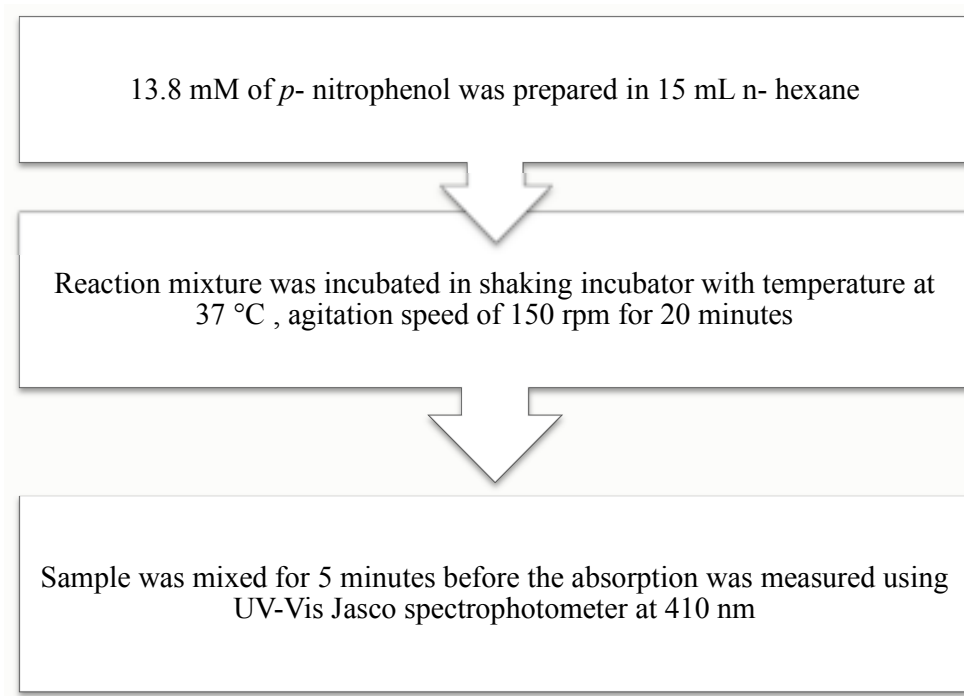 13.8 mM of p- nitrophenol was prepared in 15 mL n- hexane
Reaction mixture was incubated in shaking incubator with temperature at
37 °C , agitation speed of 150 rpm for 20 minutes
Sample was mixed for 5 minutes before the absorption was measured using
UV-Vis Jasco spectrophotometer at 410 nm